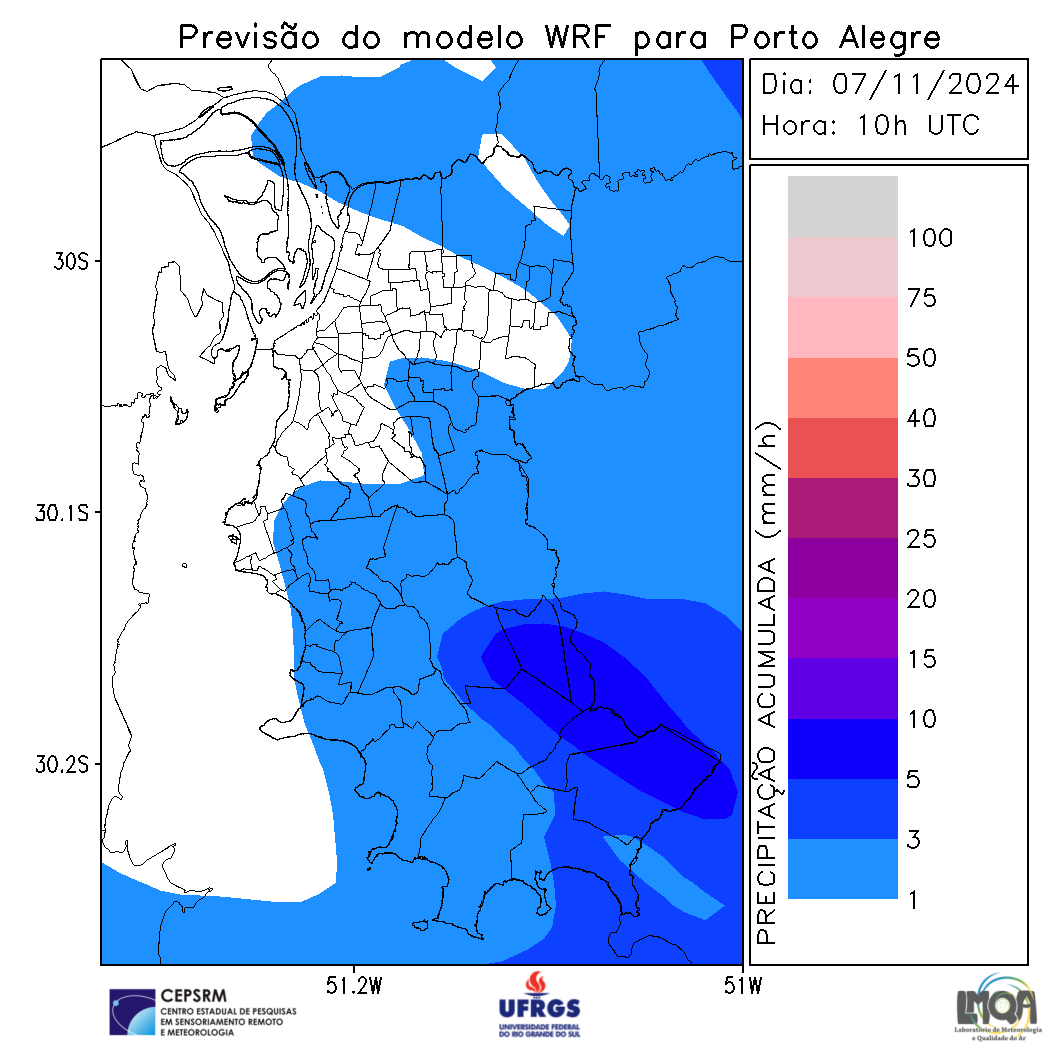 Previsão do modelo WRF para Porto Alegre
Dia: 07/11/2024
Hora: 10h UTC
30S
30.1S
30.2S
51.2W
51W
PRECIPITAÇÃO ACUMULADA (mm/h)
100
75
50
40
30
25
20
15
10
5
3
1
CEPSRM
CENTRO ESTADUAL DE PESQUISAS
EM SENSORIAMENTO REMOTO
E METEOROLOGIA
UFRGS
UNIVERSIDADE FEDERAL
DO RIO GRANDE DO SUL
LMQA
Laboratório de Meteorologia
e Qualidade do Ar